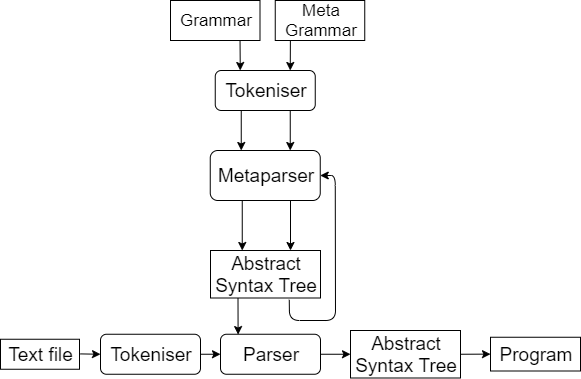 Grammar
Meta
Grammar
Tokeniser
Metaparser
Abstract
Syntax Tree
Text file
Tokeniser
Parser
Abstract
Syntax Tree
Program